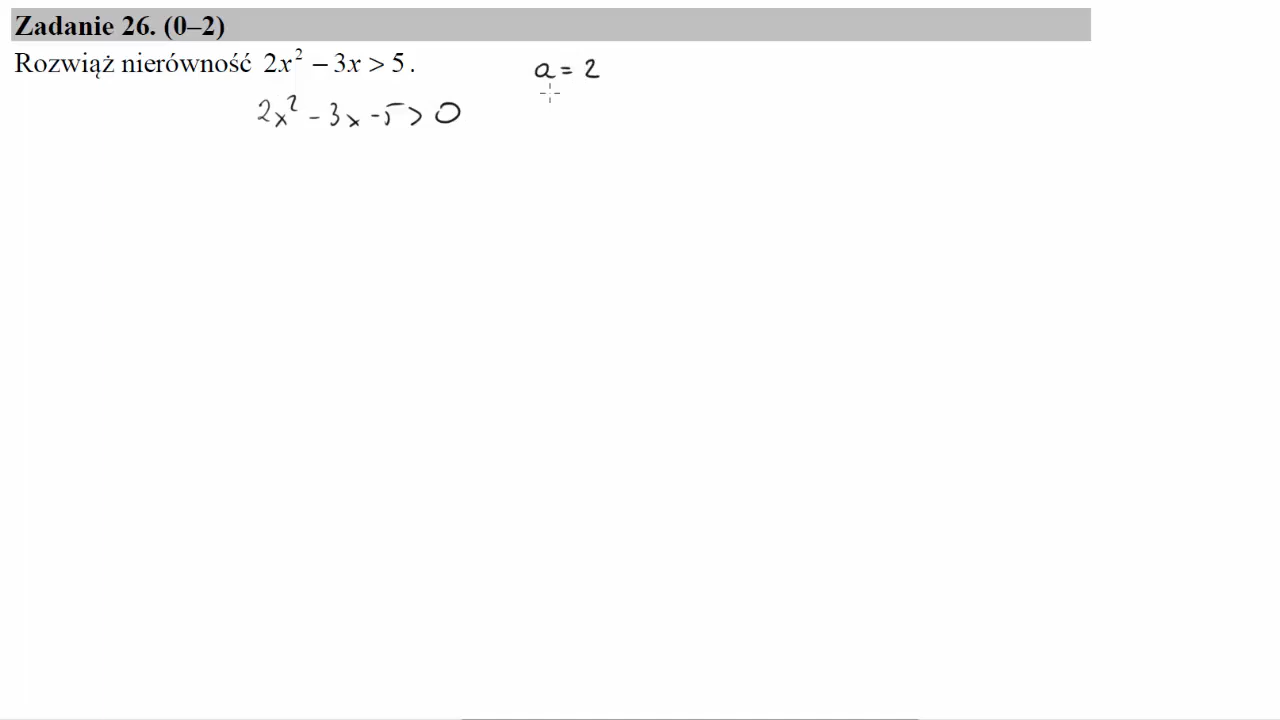 Zadanie 26. (0–2)
Rozwiąż nierówność 2x² − 3x > 5.
a = 2
2x² - 3x - 5 > 0